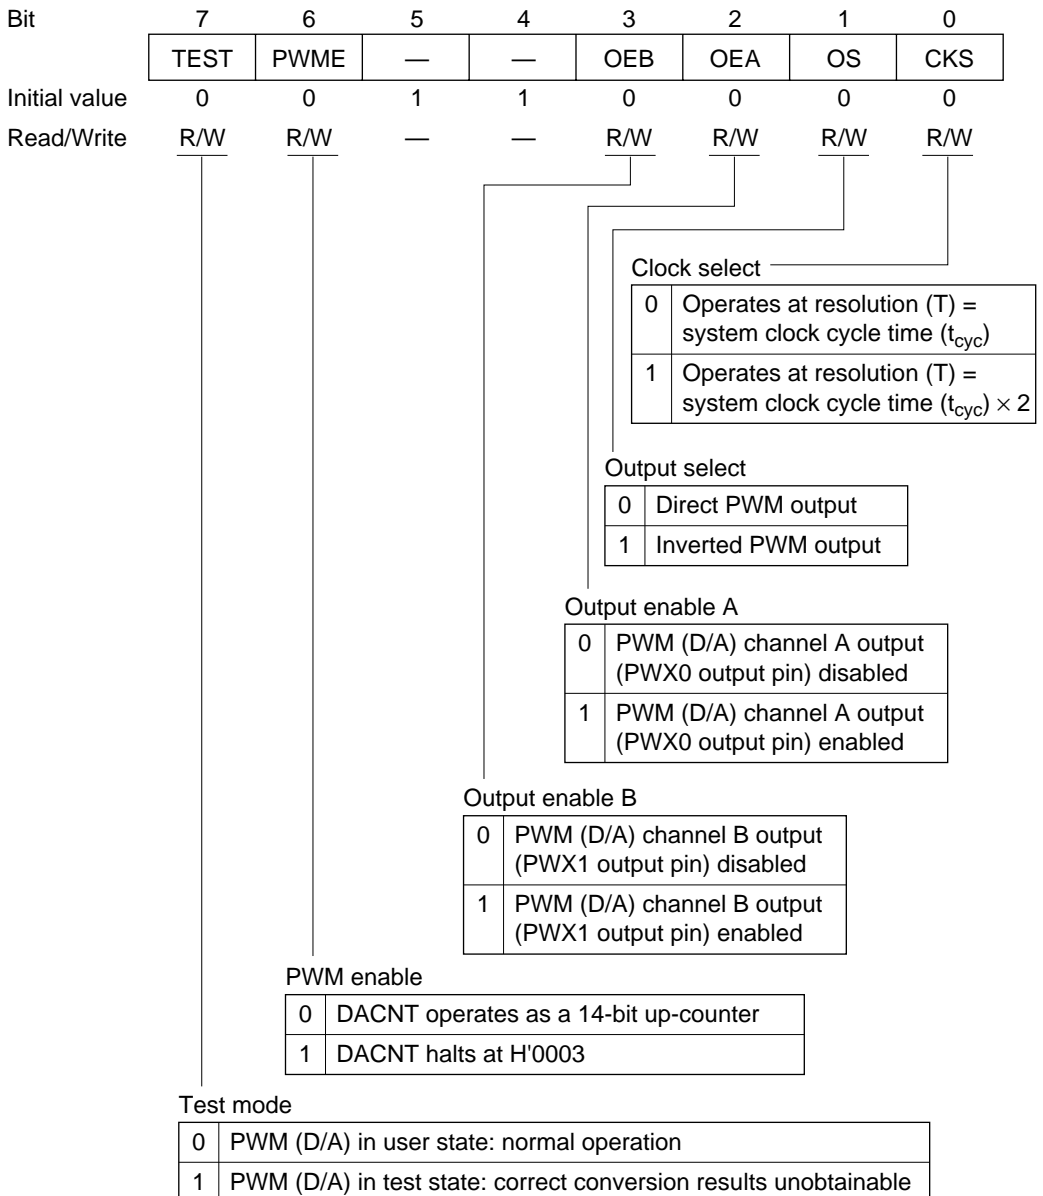 Bit 7 6 5 4 3 2 1 0
TEST PWME — — OEB OEA OS CKS
Initial value 0 0 1 1 0 0 0 0
Read/Write R/W R/W — — R/W R/W R/W R/W
Clock select
0 Operates at resolution (T) =
system clock cycle time (tcyc)
1 Operates at resolution (T) =
system clock cycle time (tcyc) × 2
Output select
0 Direct PWM output
1 Inverted PWM output
Output enable A
0 PWM (D/A) channel A output
(PWX0 output pin) disabled
1 PWM (D/A) channel A output
(PWX0 output pin) enabled
Output enable B
0 PWM (D/A) channel B output
(PWX1 output pin) disabled
1 PWM (D/A) channel B output
(PWX1 output pin) enabled
PWM enable
0 DACNT operates as a 14-bit up-counter
1 DACNT halts at H'0003
Test mode
0 PWM (D/A) in user state: normal operation
1 PWM (D/A) in test state: correct conversion results unobtainable